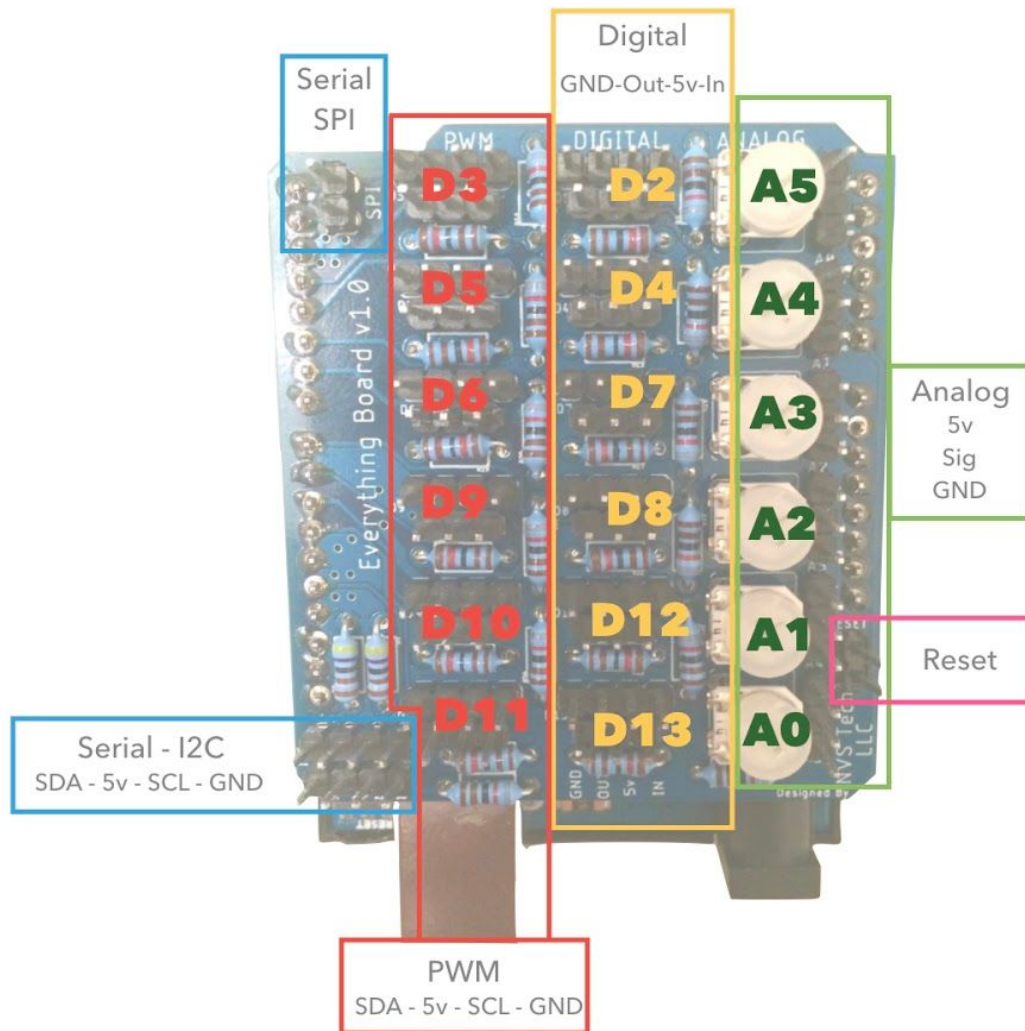 Digital
GND-Out-5v-In
Serial
SPI
PWM
DIGITAL
ANALOG
SPI
D3
D2
A5
D5
D4
A4
D6
D7
A3
D9
D8
A2
D10
D12
A1
D11
D13
A0
Everything Board v1.0
Analog
5v
Sig
GND
Reset
Serial - I2C
SDA - 5v - SCL - GND
GND
OU
5v
IN
NVS Tech
LLC
Designed By
RESET
PWM
SDA - 5v - SCL - GND